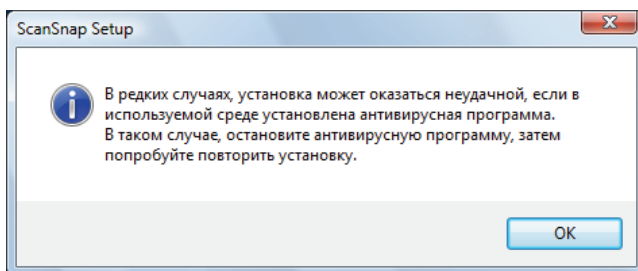 ScanSnap Setup
В редких случаях, установка может оказаться неудачной, если в
используемой среде установлена антивирусная программа.
В таком случае, остановите антивирусную программу, затем
попробуйте повторить установку.
OK